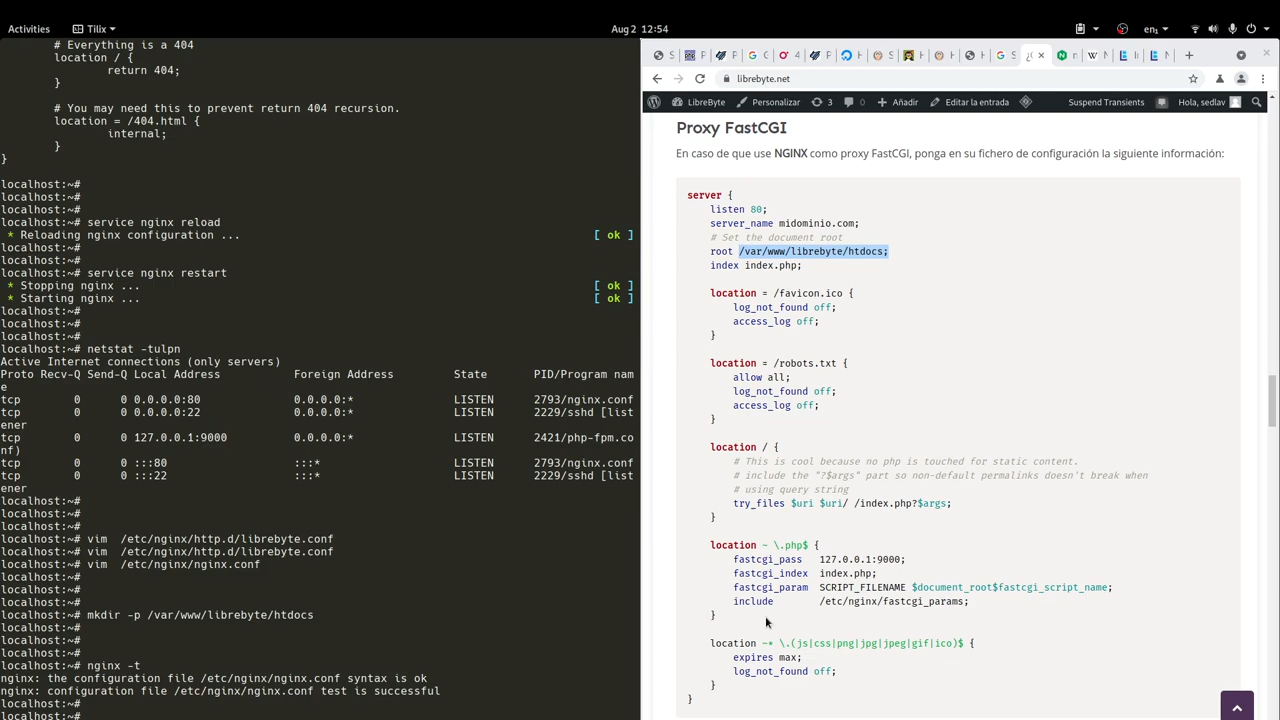 Activities
Tilix
Aug 2 12:54
en₁
# Everything is a 404
location / {
return 404;
}
# You may need this to prevent return 404 recursion.
location = /404.html {
internal;
}
}
localhost:~#
localhost:~#
localhost:~#
localhost:~# service nginx reload
* Reloading nginx configuration ... [ ok ]
localhost:~#
localhost:~#
localhost:~# service nginx restart
* Stopping nginx ... [ ok ]
* Starting nginx ... [ ok ]
localhost:~#
localhost:~#
localhost:~#
localhost:~# netstat -tulpn
Active Internet connections (only servers)
Proto Recv-Q Send-Q Local Address Foreign Address State PID/Program nam
e
tcp 0 0 0.0.0.0:80 0.0.0.0:* LISTEN 2793/nginx.conf
tcp 0 0 0.0.0.0:22 0.0.0.0:* LISTEN 2229/sshd [list
ener
tcp 0 0 127.0.0.1:9000 0.0.0.0:* LISTEN 2421/php-fpm.co
nf)
tcp 0 0 :::80 :::* LISTEN 2793/nginx.conf
tcp 0 0 :::22 :::* LISTEN 2229/sshd [list
ener
localhost:~#
localhost:~#
localhost:~#
localhost:~# vim /etc/nginx/http.d/librebyte.conf
localhost:~# vim /etc/nginx/http.d/librebyte.conf
localhost:~# vim /etc/nginx/nginx.conf
localhost:~#
localhost:~#
localhost:~#
localhost:~# mkdir -p /var/www/librebyte/htdocs
localhost:~#
localhost:~#
localhost:~#
localhost:~# nginx -t
nginx: the configuration file /etc/nginx/nginx.conf syntax is ok
nginx: configuration file /etc/nginx/nginx.conf test is successful
localhost:~#
localhost:~#
librebyte.net
LibreByte
Personalizar
3
0
Añadir
Editar la entrada
Suspend Transients
Hola, sedlav
Proxy FastCGI
En caso de que use NGINX como proxy FastCGI, ponga en su fichero de configuración la siguiente información:
server {
listen 80;
server_name midominio.com;
# Set the document root
root /var/www/librebyte/htdocs;
index index.php;
location = /favicon.ico {
log_not_found off;
access_log off;
}
location = /robots.txt {
allow all;
log_not_found off;
access_log off;
}
location / {
# This is cool because no php is touched for static content.
# include the "?$args" part so non-default permalinks doesn't break when
# using query string
try_files $uri $uri/ /index.php?$args;
}
location ~ \.php$ {
fastcgi_pass 127.0.0.1:9000;
fastcgi_index index.php;
fastcgi_param SCRIPT_FILENAME $document_root$fastcgi_script_name;
include /etc/nginx/fastcgi_params;
}
location ~* \.(js|css|png|jpg|jpeg|gif|ico)$ {
expires max;
log_not_found off;
}
}